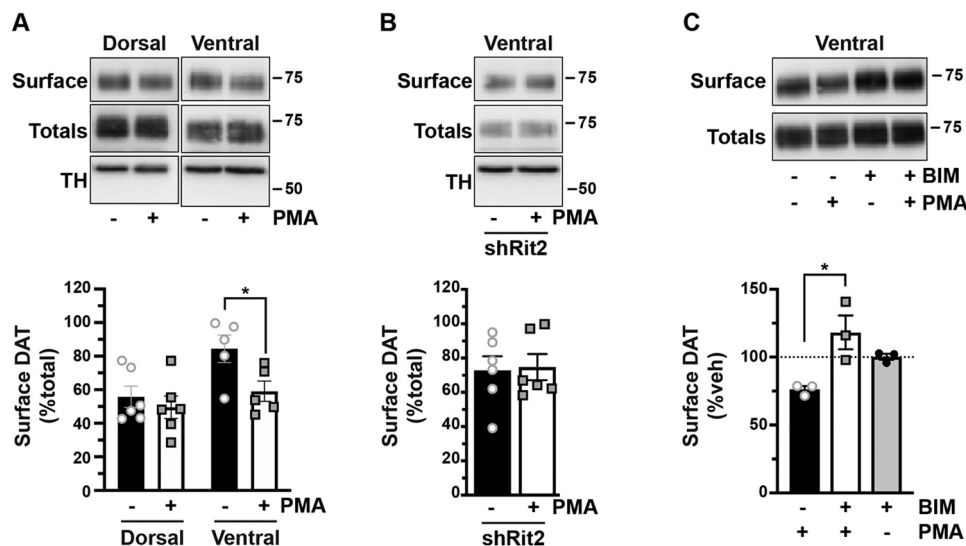 A
Dorsal Ventral
Surface
–75
Totals
–75
TH
–50
- + - + PMA
Surface DAT
(%total)
120
100
80
60
40
20
0
*
- + - + PMA
Dorsal Ventral
B
Ventral
Surface
–75
Totals
–75
TH
–50
- + PMA
shRit2
Surface DAT
(%total)
120
100
80
60
40
20
0
- + PMA
shRit2
C
Ventral
Surface
–75
Totals
–75
- - + + BIM
- + - + PMA
Surface DAT
(%veh)
150
125
100
75
50
0
*
- + + BIM
+ + - PMA